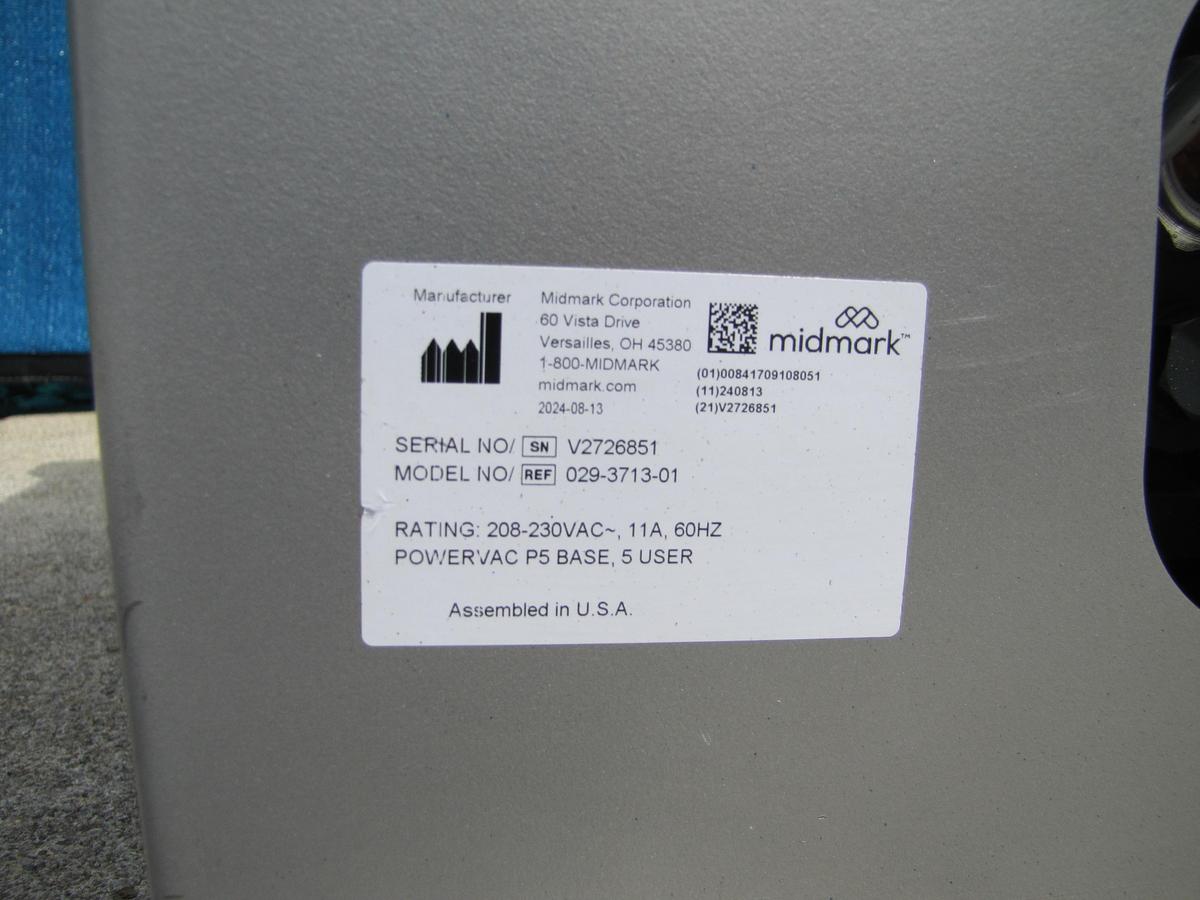 Manufacturer
Midmark Corporation
60 Vista Drive
Versailles, OH 45380
1-800-MIDMARK
midmark.com
2024-08-13
midmark™
(01)00841709108051
(11)240813
(21)V2726851
SERIAL NO/ SN V2726851
MODEL NO/ REF 029-3713-01
RATING: 208-230VAC~, 11A, 60HZ
POWERVAC P5 BASE, 5 USER
Assembled in U.S.A.